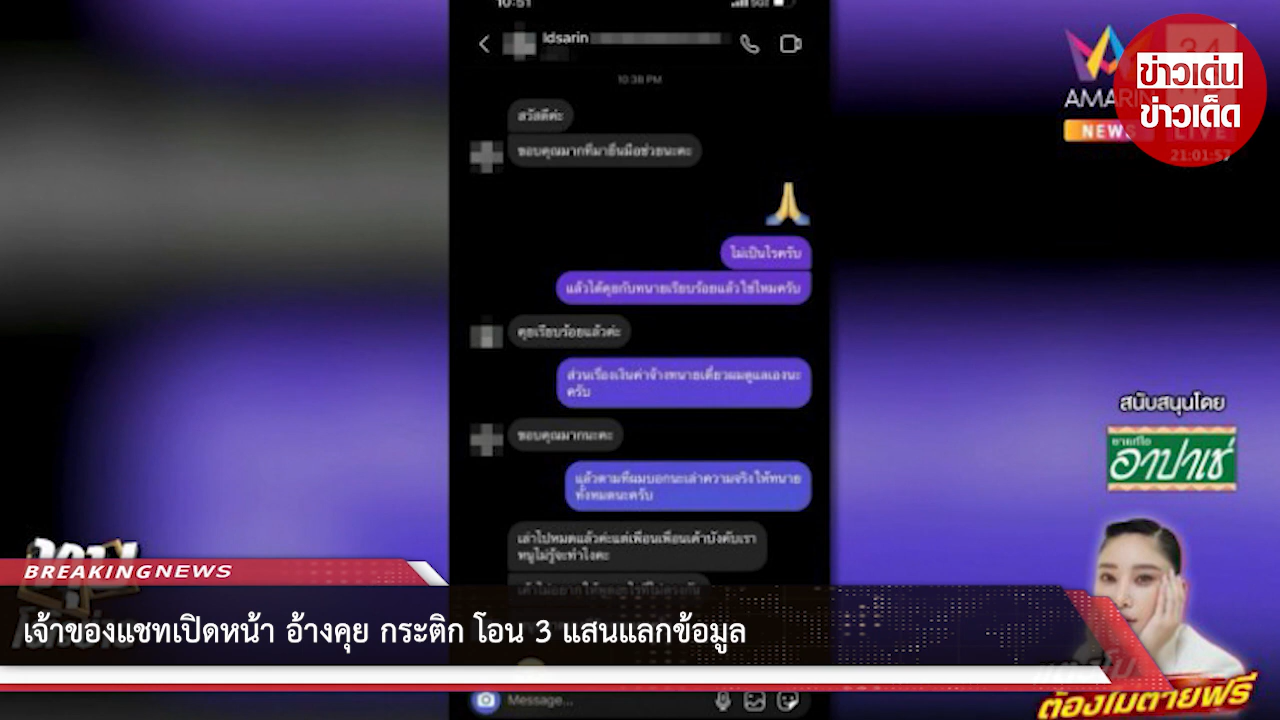 10:51
Idsarin
10:38 PM
สวัสดีค่ะ
ขอบคุณมากที่มายื่นมือช่วยนะคะ
ไม่เป็นไรครับ
แล้วได้คุยกับทนายเรียบร้อยแล้วใช่ไหมครับ
คุยเรียบร้อยแล้วค่ะ
ส่วนเรื่องเงินค่าจ้างทนายเดี๋ยวผมดูแลเองนะ
ครับ
ขอบคุณมากนะคะ
แล้วตามที่ผมบอกนะเล่าความจริงให้ทนาย
ทั้งหมดนะครับ
เล่าไปหมดแล้วค่ะแต่เพื่อนเพื่อนเค้าบังคับเรา
หนูไม่รู้จะทำไงคะ
Message...
AMARIN
NEWS
LIVE
21:01:57
ข่าวเด่น
ข่าวเด็ด
สนับสนุนโดย
อาปาเช่
BREAKING NEWS
เจ้าของแชทเปิดหน้า อ้างคุย กระติก โอน 3 แสนแลกข้อมูล
ต้องไม่ตายฟรี